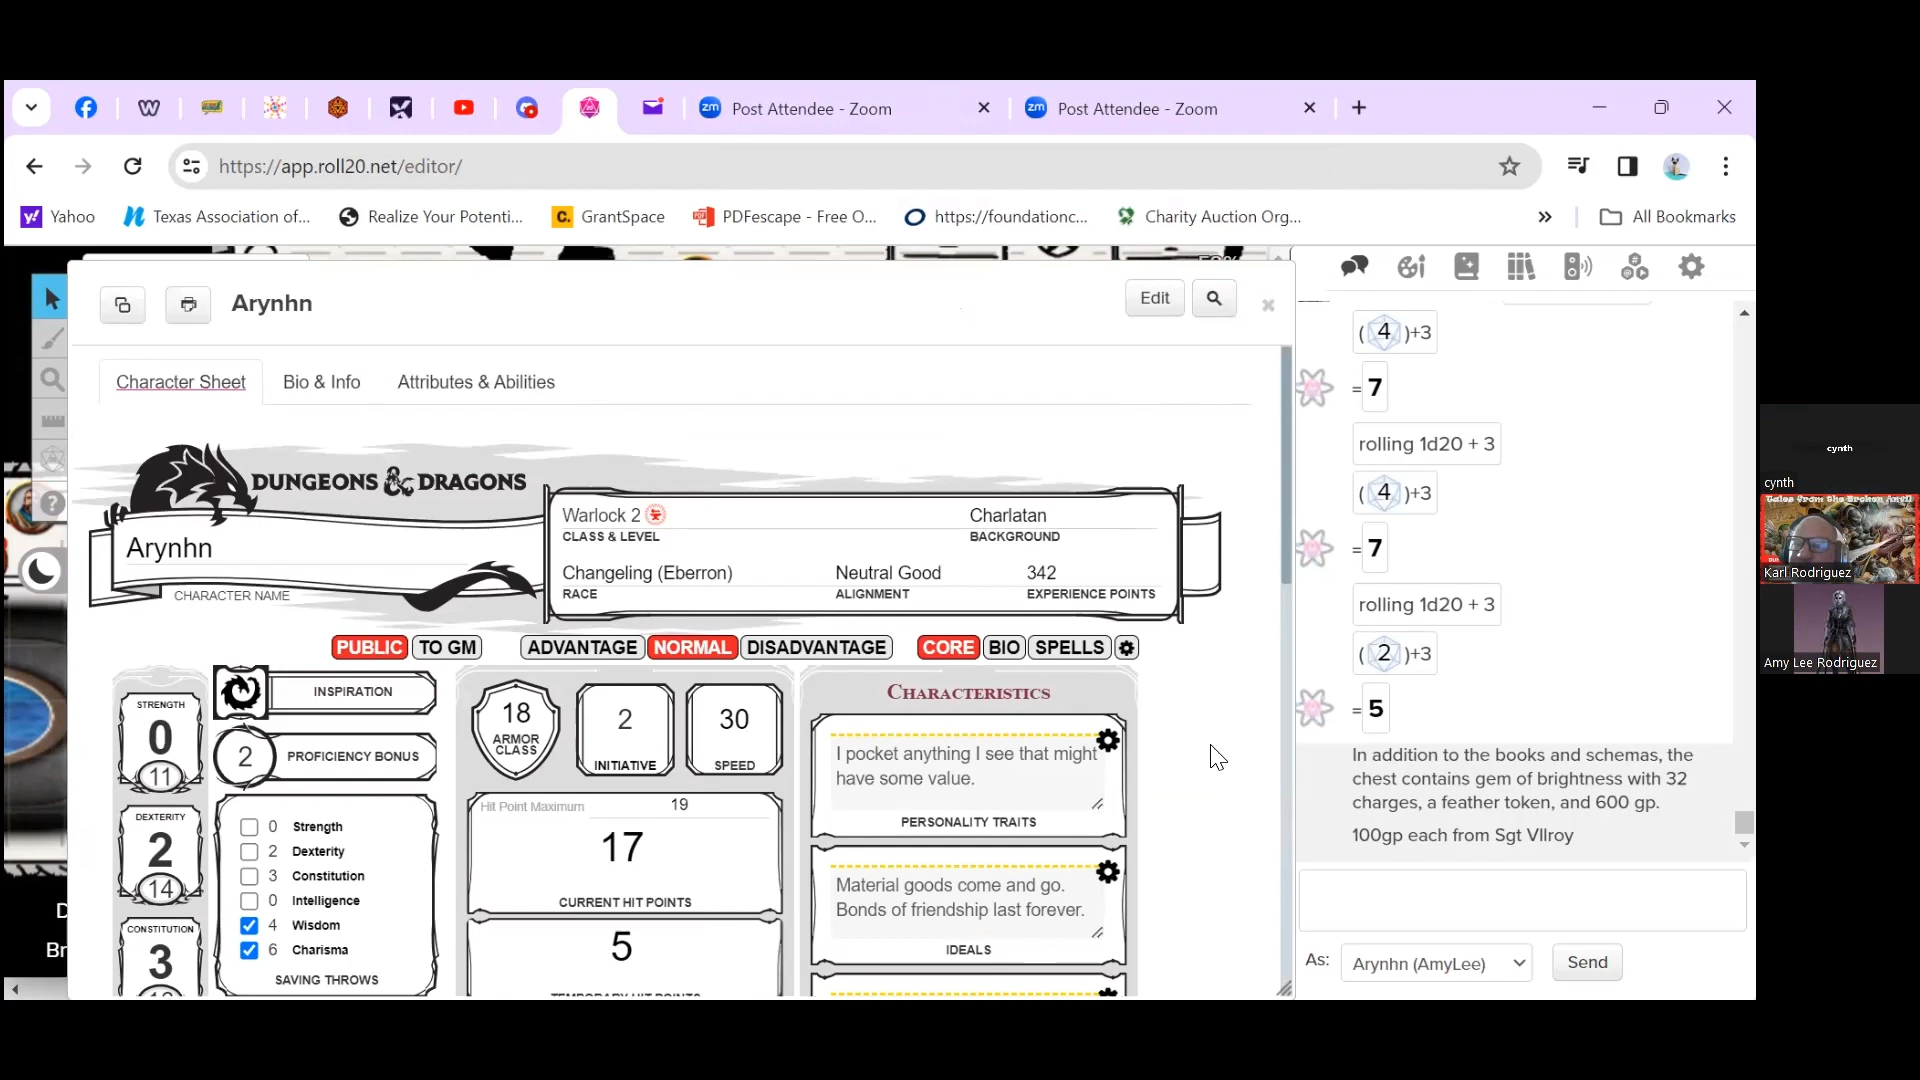 Post Attendee - Zoom
Post Attendee - Zoom
https://app.roll20.net/editor/
Yahoo
Texas Association of...
Realize Your Potenti...
GrantSpace
PDFescape - Free O...
https://foundationc...
Charity Auction Org...
All Bookmarks
Arynhn
Edit
Character Sheet
Bio & Info
Attributes & Abilities
DUNGEONS & DRAGONS
Arynhn
CHARACTER NAME
Warlock 2
CLASS & LEVEL
Charlatan
BACKGROUND
Changeling (Eberron)
RACE
Neutral Good
ALIGNMENT
342
EXPERIENCE POINTS
PUBLIC TO GM
ADVANTAGE NORMAL DISADVANTAGE
CORE BIO SPELLS
STRENGTH
0
11
DEXTERITY
2
14
CONSTITUTION
3
INSPIRATION
2 PROFICIENCY BONUS
0 Strength
2 Dexterity
3 Constitution
0 Intelligence
4 Wisdom
6 Charisma
SAVING THROWS
18
ARMOR
CLASS
2
INITIATIVE
30
SPEED
Hit Point Maximum 19
17
CURRENT HIT POINTS
5
TEMPORARY HIT POINTS
CHARACTERISTICS
I pocket anything I see that might
have some value.
PERSONALITY TRAITS
Material goods come and go.
Bonds of friendship last forever.
IDEALS
(4)+3
=7
rolling 1d20 + 3
(4)+3
=7
rolling 1d20 + 3
(2)+3
=5
In addition to the books and schemas, the
chest contains gem of brightness with 32
charges, a feather token, and 600 gp.
100gp each from Sgt Vllroy
As: Arynhn (AmyLee) Send
cynth
cynth
Tales from the Broken Anvil
Karl Rodriguez
Amy Lee Rodriguez